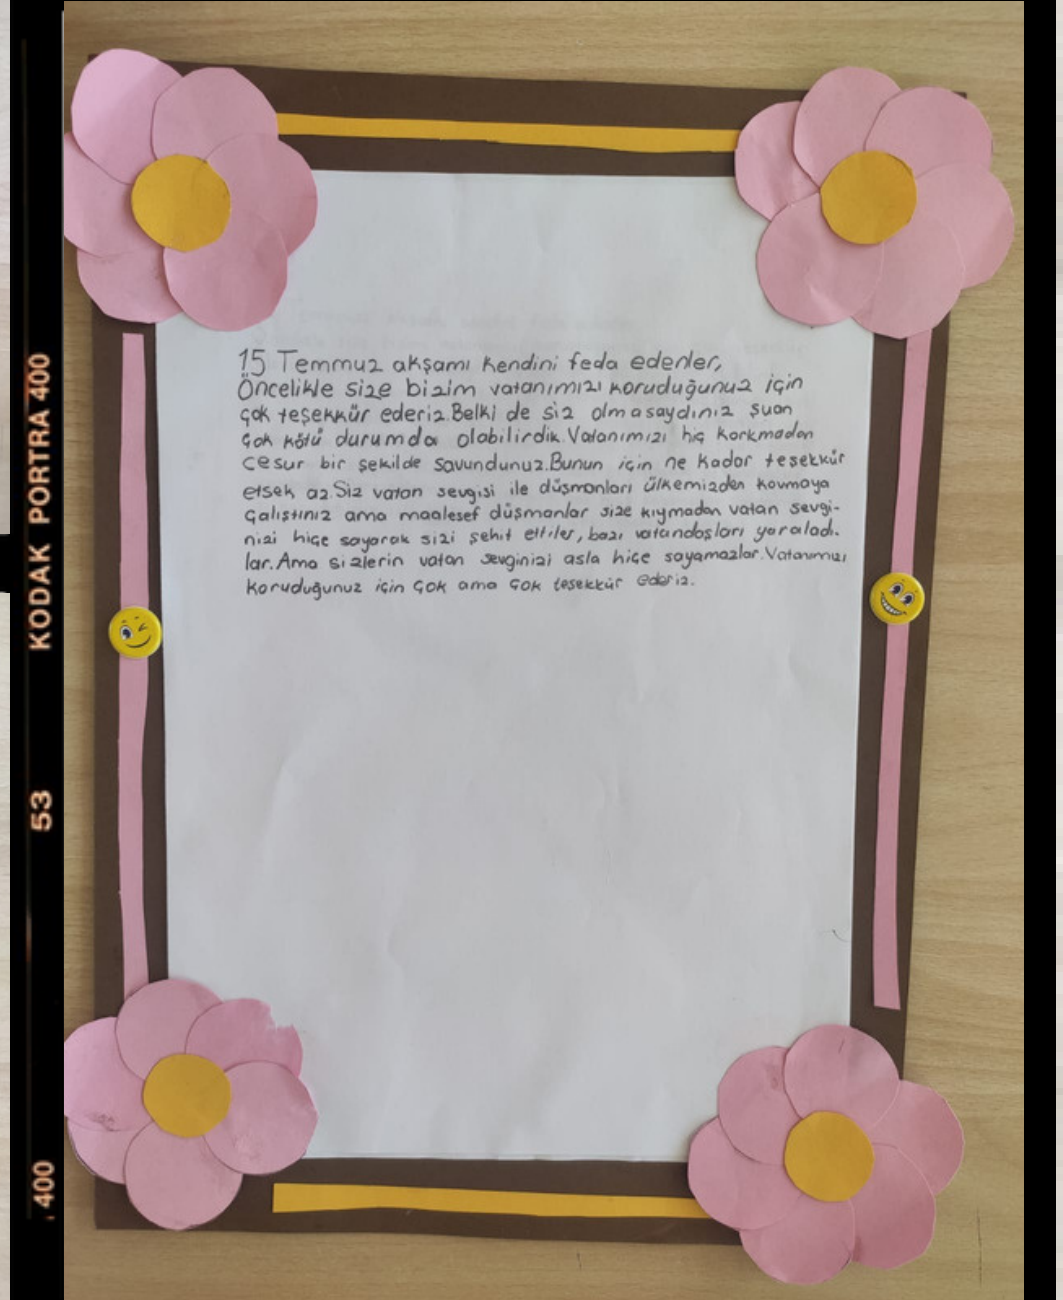 15 Temmuz akşamı kendini feda edenler,
Öncelikle size bizim vatanımızı koruduğunuz için
çok teşekkür ederiz.Belki de siz olmasaydınız şuan
çok kötü durumda olabilirdik.Vatanımızı hiç korkmadan
cesur bir şekilde savundunuz.Bunun için ne kadar teşekkür
etsek az.Siz vatan sevgisi ile düşmanları ülkemizden kovmaya
çalıştınız ama maalesef düşmanlar size kıymadan vatan sevgi-
nizi hiçe sayarak sizi şehit ettiler, bazı vatandaşları yaraladı-
lar.Ama sizlerin vatan sevginizi asla hiçe sayamazlar.Vatanımızı
koruduğunuz için çok ama çok teşekkür ederiz.
KODAK PORTRA 400
53
400